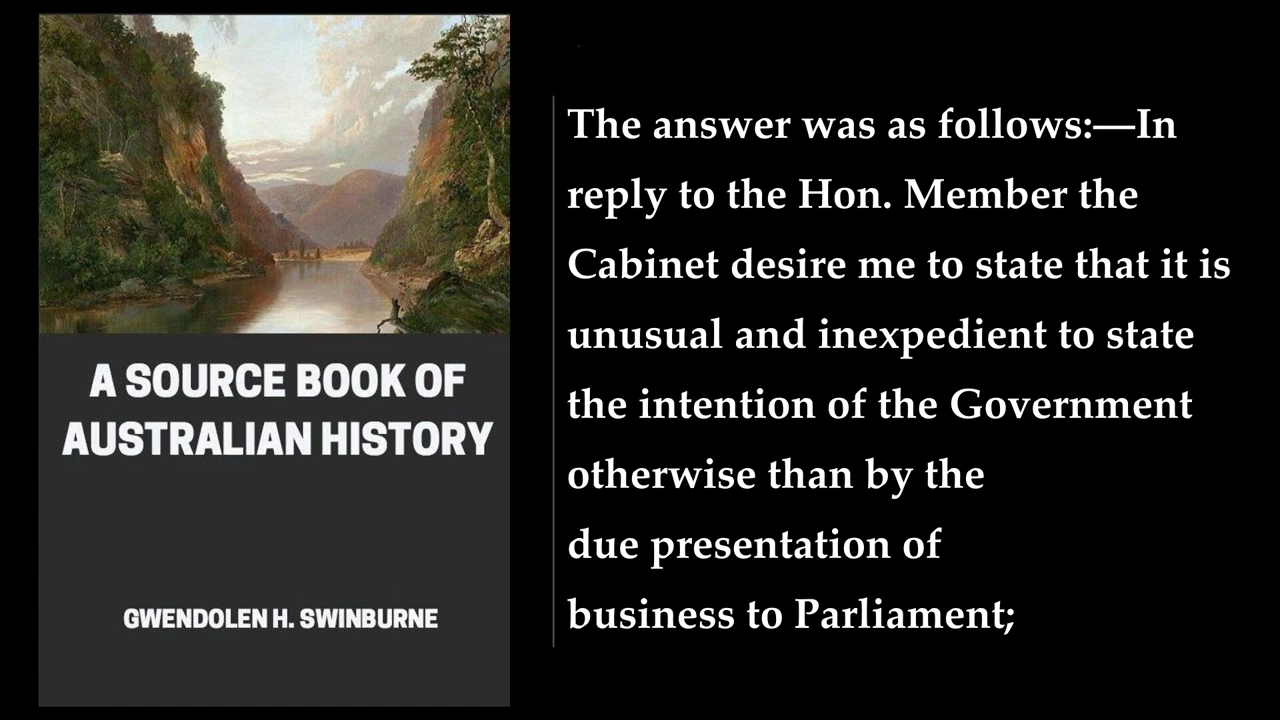 A SOURCE BOOK OF
AUSTRALIAN HISTORY
GWENDOLEN H. SWINBURNE
The answer was as follows:—In
reply to the Hon. Member the
Cabinet desire me to state that it is
unusual and inexpedient to state
the intention of the Government
otherwise than by the
due presentation of
business to Parliament;